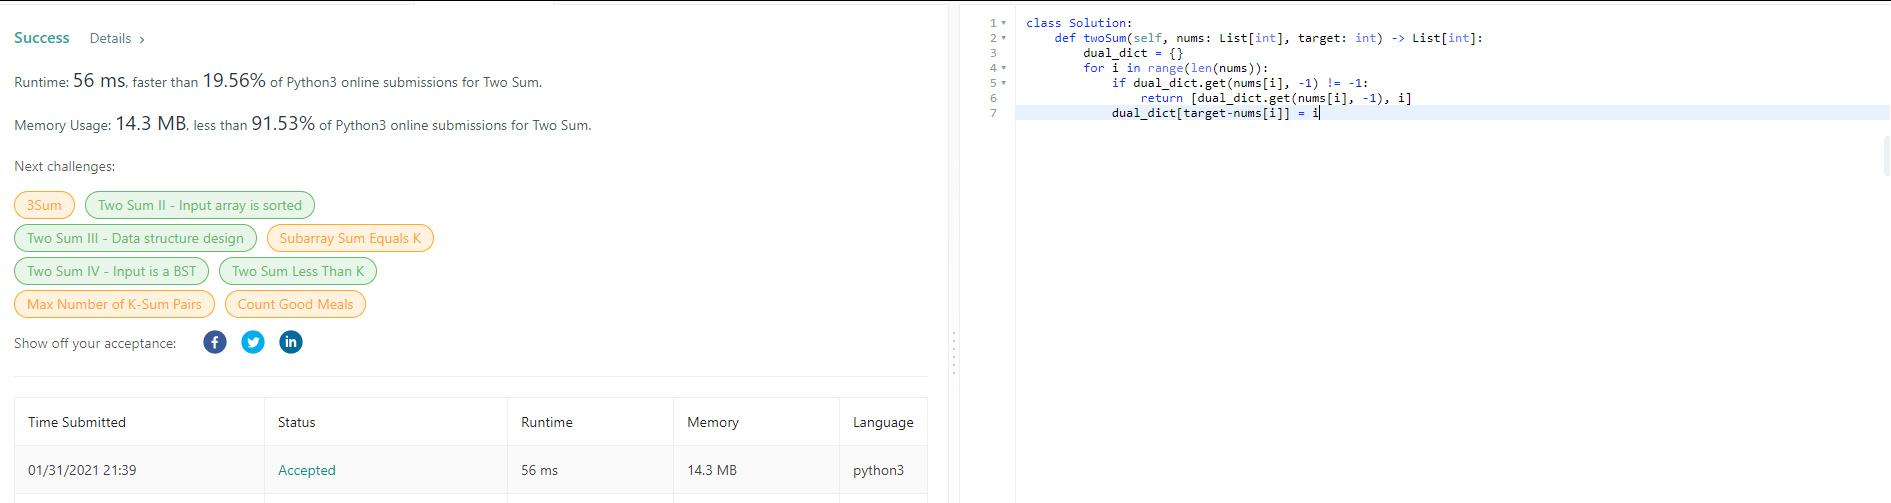 Success Details >
Runtime: 56 ms, faster than 19.56% of Python3 online submissions for Two Sum.
Memory Usage: 14.3 MB, less than 91.53% of Python3 online submissions for Two Sum.
Next challenges:
3Sum Two Sum II - Input array is sorted
Two Sum III - Data structure design Subarray Sum Equals K
Two Sum IV - Input is a BST Two Sum Less Than K
Max Number of K-Sum Pairs Count Good Meals
Show off your acceptance: f in
Time Submitted Status Runtime Memory Language
01/31/2021 21:39 Accepted 56 ms 14.3 MB python3
1 class Solution:
2     def twoSum(self, nums: List[int], target: int) -> List[int]:
3         dual_dict = {}
4         for i in range(len(nums)):
5             if dual_dict.get(nums[i], -1) != -1:
6                 return [dual_dict.get(nums[i], -1), i]
7             dual_dict[target-nums[i]] = i